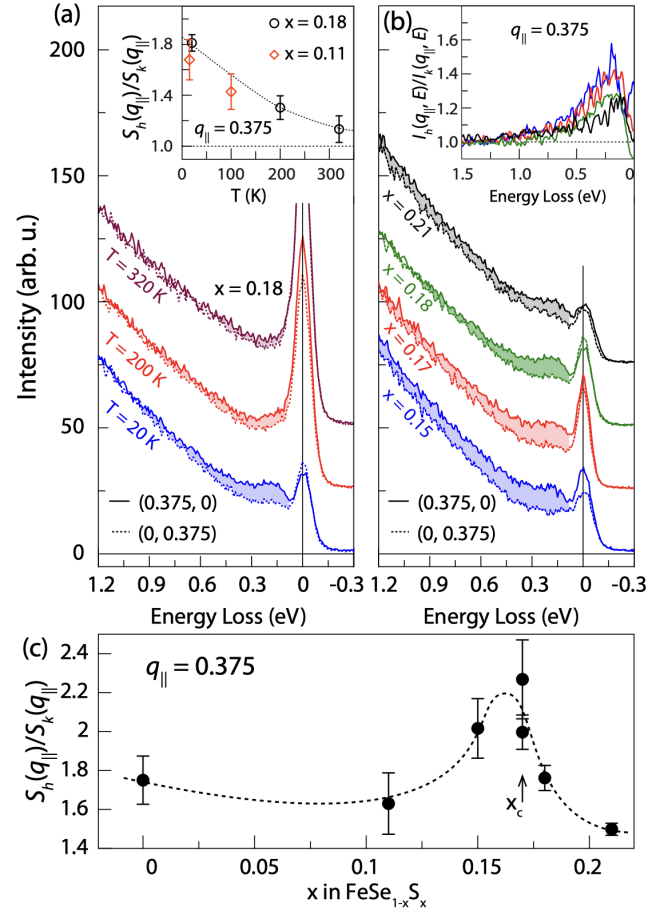 (a)
200
150
100
50
0
Intensity (arb. u.)
1.2 0.9 0.6 0.3 0 -0.3
Energy Loss (eV)
S_h(q_||)/S_k(q_||)
1.8
1.4
1.0
x = 0.18
x = 0.11
q_|| = 0.375
0 100 200 300
T (K)
T = 320 K
x = 0.18
T = 200 K
T = 20 K
(0.375, 0)
(0, 0.375)
(b)
I_h(q_||, E)/I_k(q_||, E)
1.6
1.4
1.2
1.0
q_|| = 0.375
1.5 1.0 0.5 0
Energy Loss (eV)
x = 0.21
x = 0.18
x = 0.17
x = 0.15
(0.375, 0)
(0, 0.375)
1.2 0.9 0.6 0.3 0 -0.3
Energy Loss (eV)
(c)
S_h(q_||)/S_k(q_||)
2.4
2.2
2
1.8
1.6
1.4
q_|| = 0.375
x_c
0 0.05 0.1 0.15 0.2
x in FeSe_{1-x}S_x